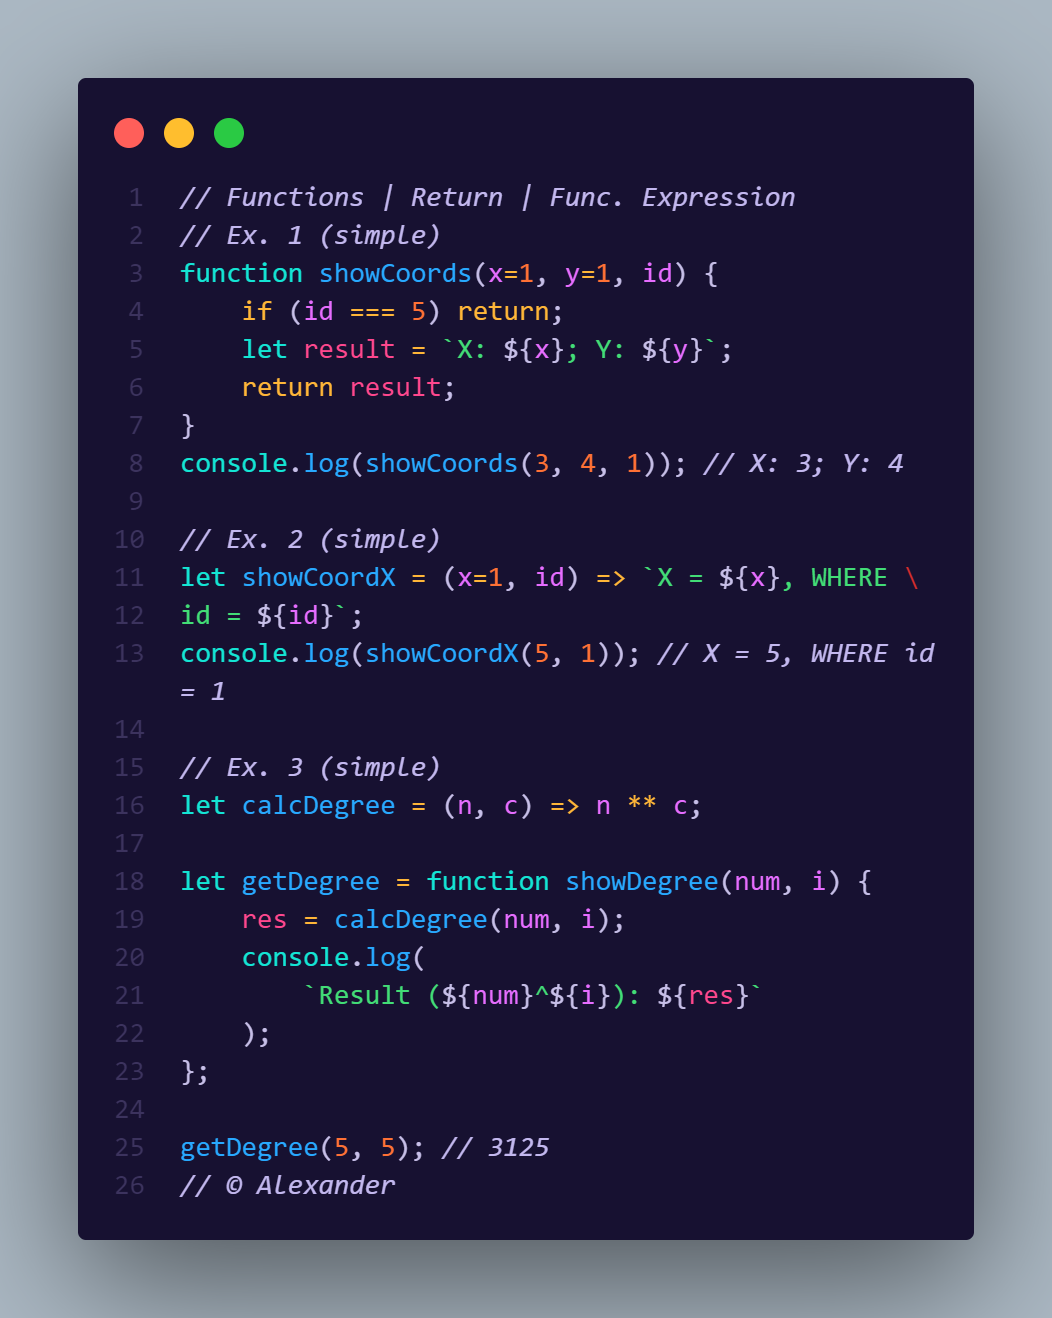 1 // Functions | Return | Func. Expression
2 // Ex. 1 (simple)
3 function showCoords(x=1, y=1, id) {
4     if (id === 5) return;
5     let result = `X: ${x}; Y: ${y}`;
6     return result;
7 }
8 console.log(showCoords(3, 4, 1)); // X: 3; Y: 4
9
10 // Ex. 2 (simple)
11 let showCoordX = (x=1, id) => `X = ${x}, WHERE \
12 id = ${id}`;
13 console.log(showCoordX(5, 1)); // X = 5, WHERE id
= 1
14
15 // Ex. 3 (simple)
16 let calcDegree = (n, c) => n ** c;
17
18 let getDegree = function showDegree(num, i) {
19     res = calcDegree(num, i);
20     console.log(
21         `Result (${num}^${i}): ${res}`
22     );
23 };
24
25 getDegree(5, 5); // 3125
26 // © Alexander